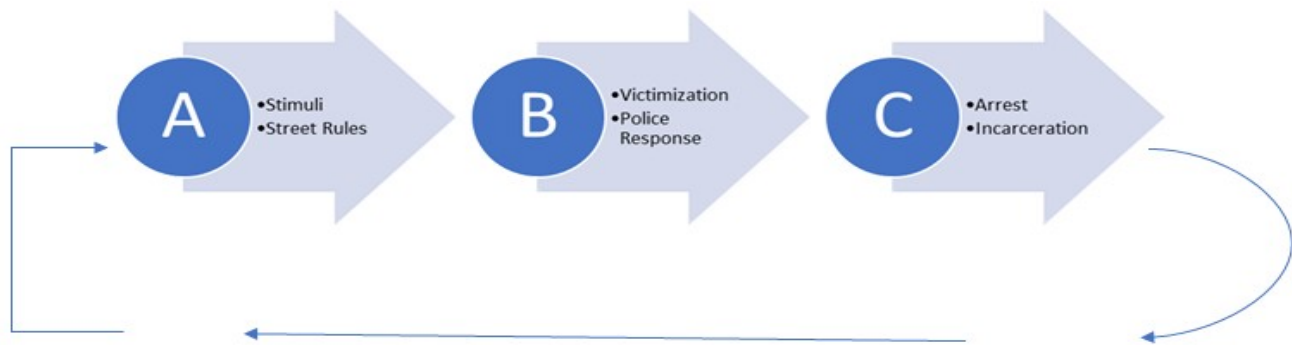 A
•Stimuli
•Street Rules
B
•Victimization
•Police
Response
C
•Arrest
•Incarceration